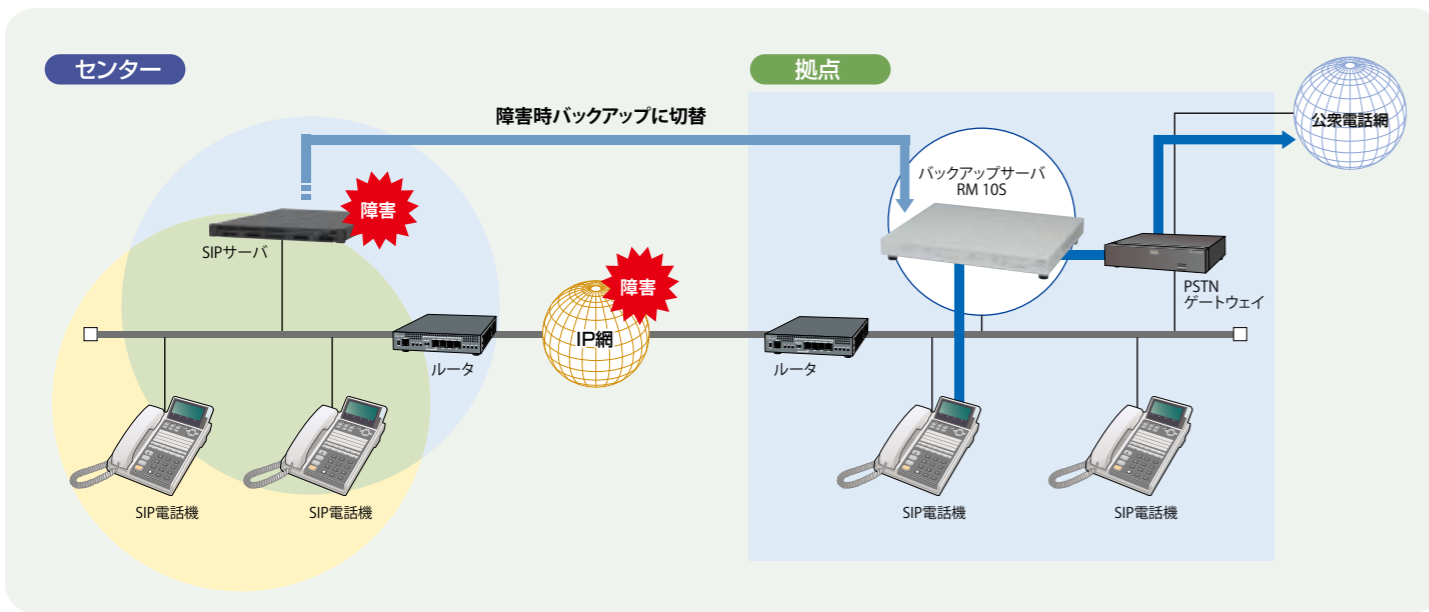 センター
拠点
障害時バックアップに切替
公衆電話網
バックアップサーバ
RM 10S
障害
SIPサーバ
障害
PSTN
ゲートウェイ
IP網
ルータ
ルータ
SIP電話機
SIP電話機
SIP電話機
SIP電話機